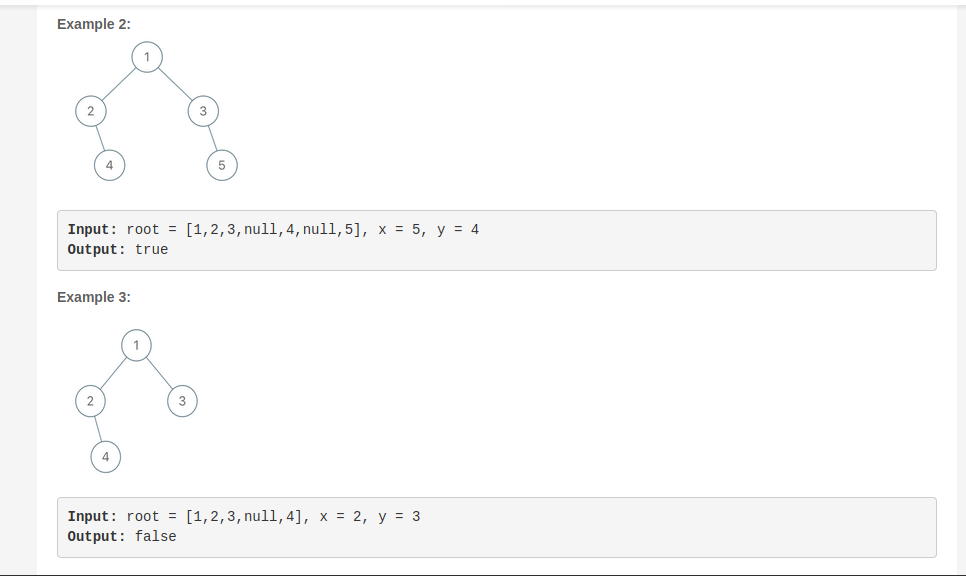 Example 2:
1
2 3
4 5
Input: root = [1,2,3,null,4,null,5], x = 5, y = 4
Output: true
Example 3:
1
2 3
4
Input: root = [1,2,3,null,4], x = 2, y = 3
Output: false